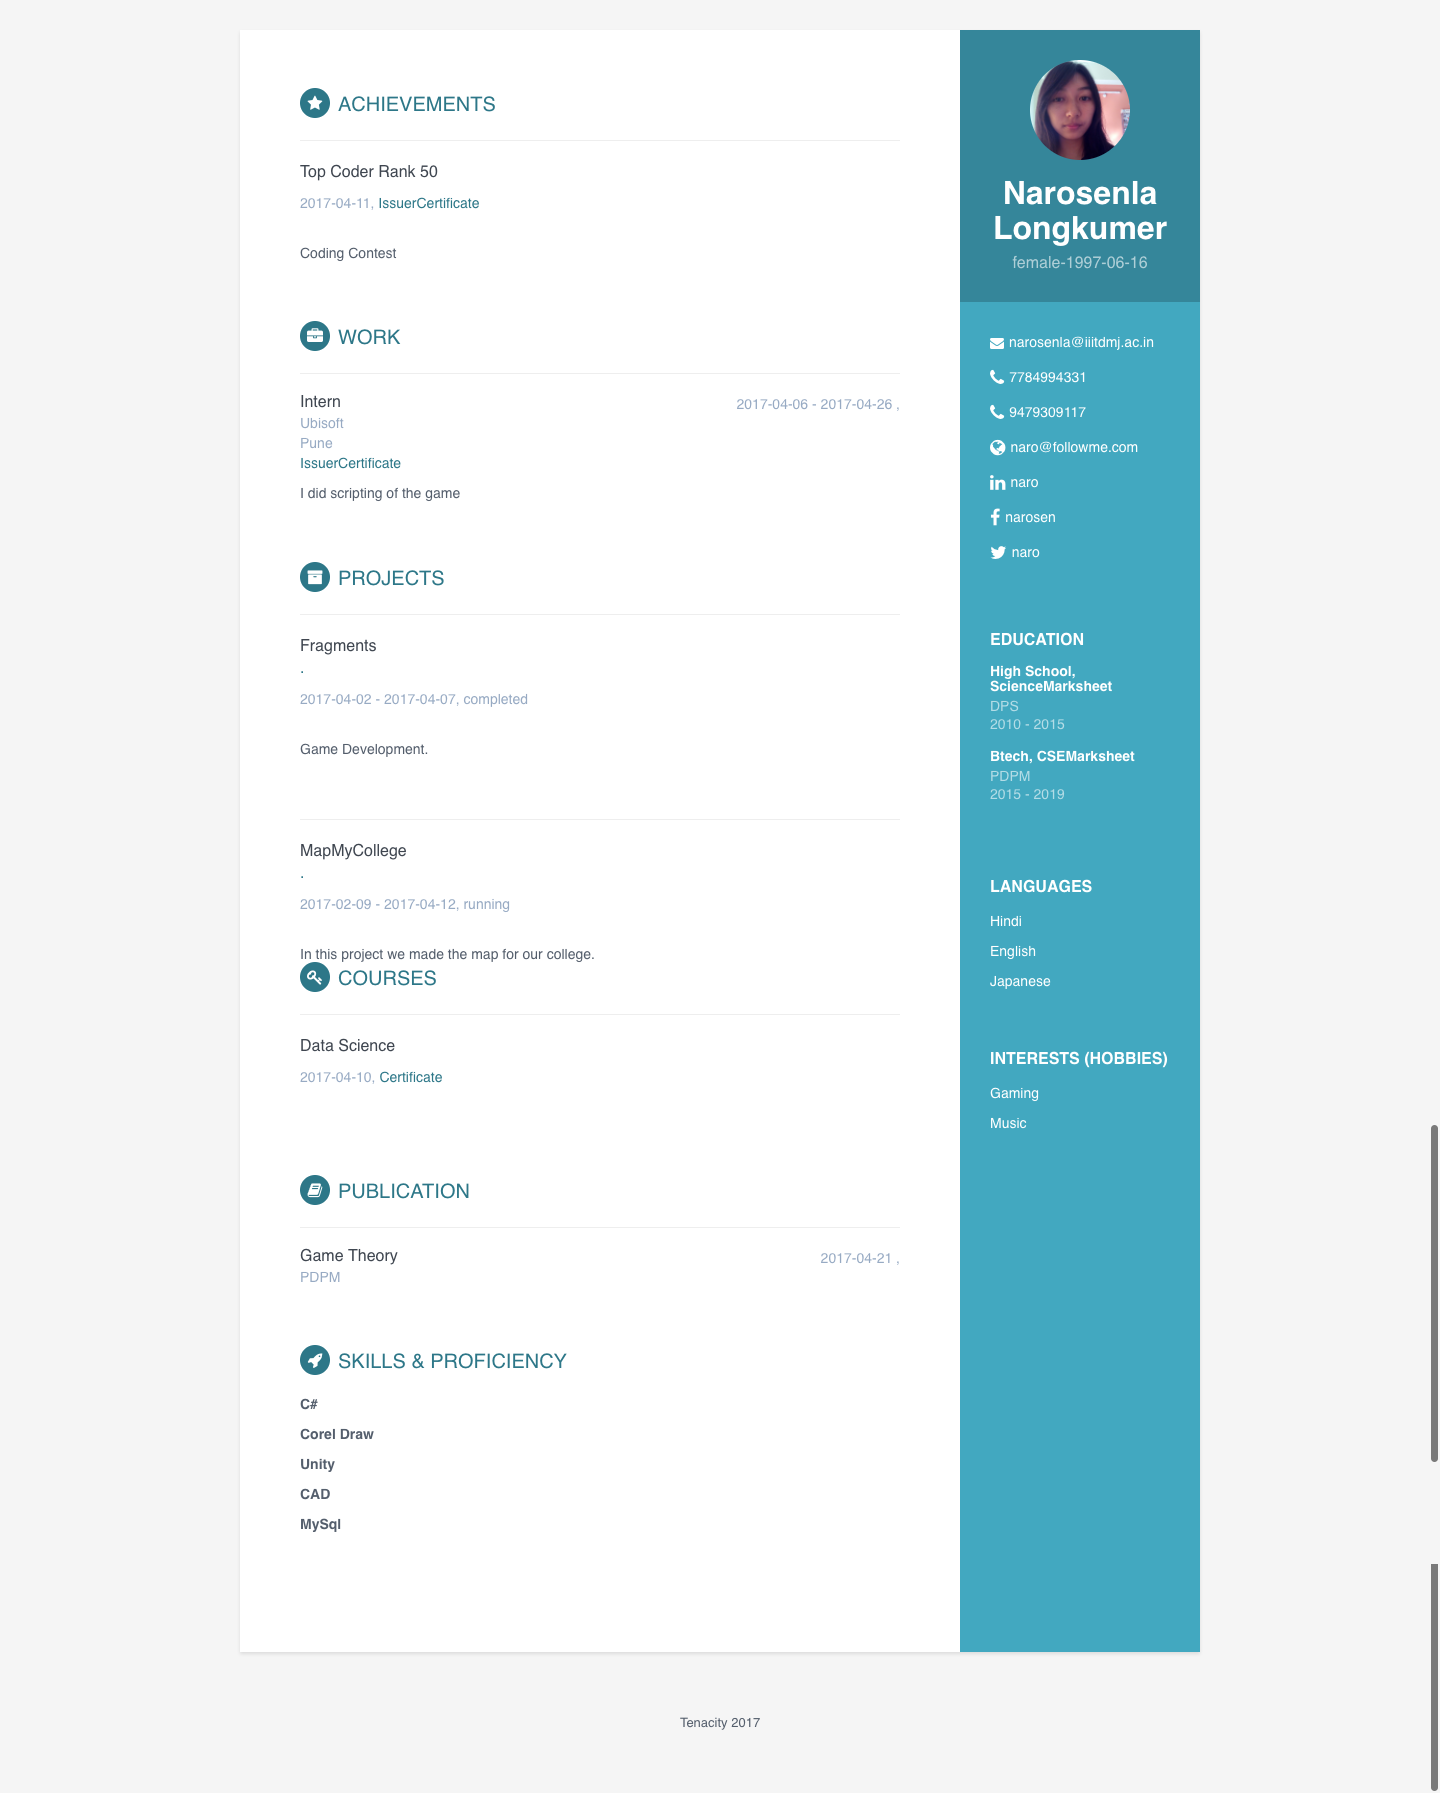 ACHIEVEMENTS
Top Coder Rank 50
2017-04-11, IssuerCertificate
Coding Contest
WORK
Intern
2017-04-06 - 2017-04-26 ,
Ubisoft
Pune
IssuerCertificate
I did scripting of the game
PROJECTS
Fragments
.
2017-04-02 - 2017-04-07, completed
Game Development.
MapMyCollege
.
2017-02-09 - 2017-04-12, running
In this project we made the map for our college.
COURSES
Data Science
2017-04-10, Certificate
PUBLICATION
Game Theory
2017-04-21 ,
PDPM
SKILLS & PROFICIENCY
C#
Corel Draw
Unity
CAD
MySql
Narosenla
Longkumer
female-1997-06-16
narosenla@iiitdmj.ac.in
7784994331
9479309117
naro@followme.com
naro
narosen
naro
EDUCATION
High School,
ScienceMarksheet
DPS
2010 - 2015
Btech, CSEMarksheet
PDPM
2015 - 2019
LANGUAGES
Hindi
English
Japanese
INTERESTS (HOBBIES)
Gaming
Music
Tenacity 2017